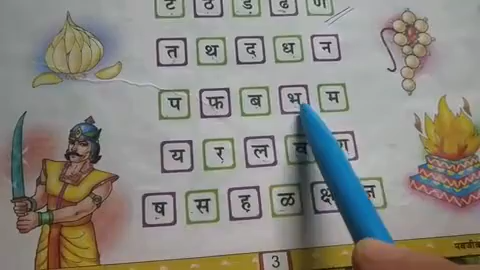 ट ठ ड ढ ण
त थ द ध न
प फ ब भ म
य र ल व
ष स ह ळ क्ष
3